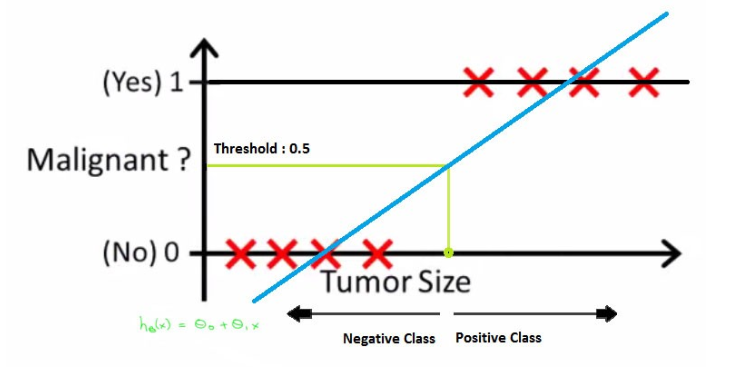 (Yes) 1
Threshold : 0.5
Malignant ?
(No) 0
Tumor Size
hθ(x) = θ₀ + θ₁x
Negative Class
Positive Class